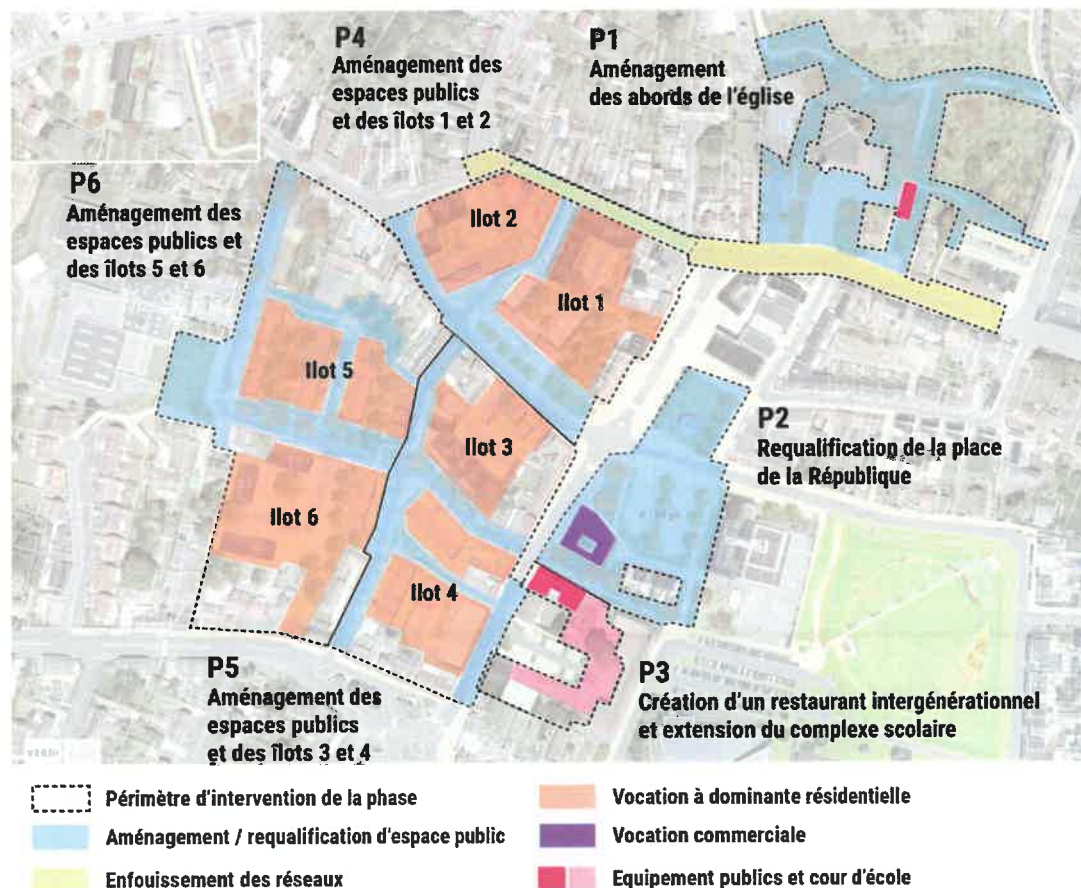 P4
Aménagement des
espaces publics
et des îlots 1 et 2
P1
Aménagement
des abords de l'église
P6
Aménagement des
espaces publics et
des îlots 5 et 6
Ilot 2
Ilot 1
Ilot 5
Ilot 3
Ilot 6
Ilot 4
P2
Requalification de la place
de la République
P5
Aménagement des
espaces publics
et des îlots 3 et 4
P3
Création d'un restaurant intergénérationnel
et extension du complexe scolaire
Périmètre d'intervention de la phase
Aménagement / requalification d'espace public
Enfouissement des réseaux
Vocation à dominante résidentielle
Vocation commerciale
Equipement publics et cour d'école